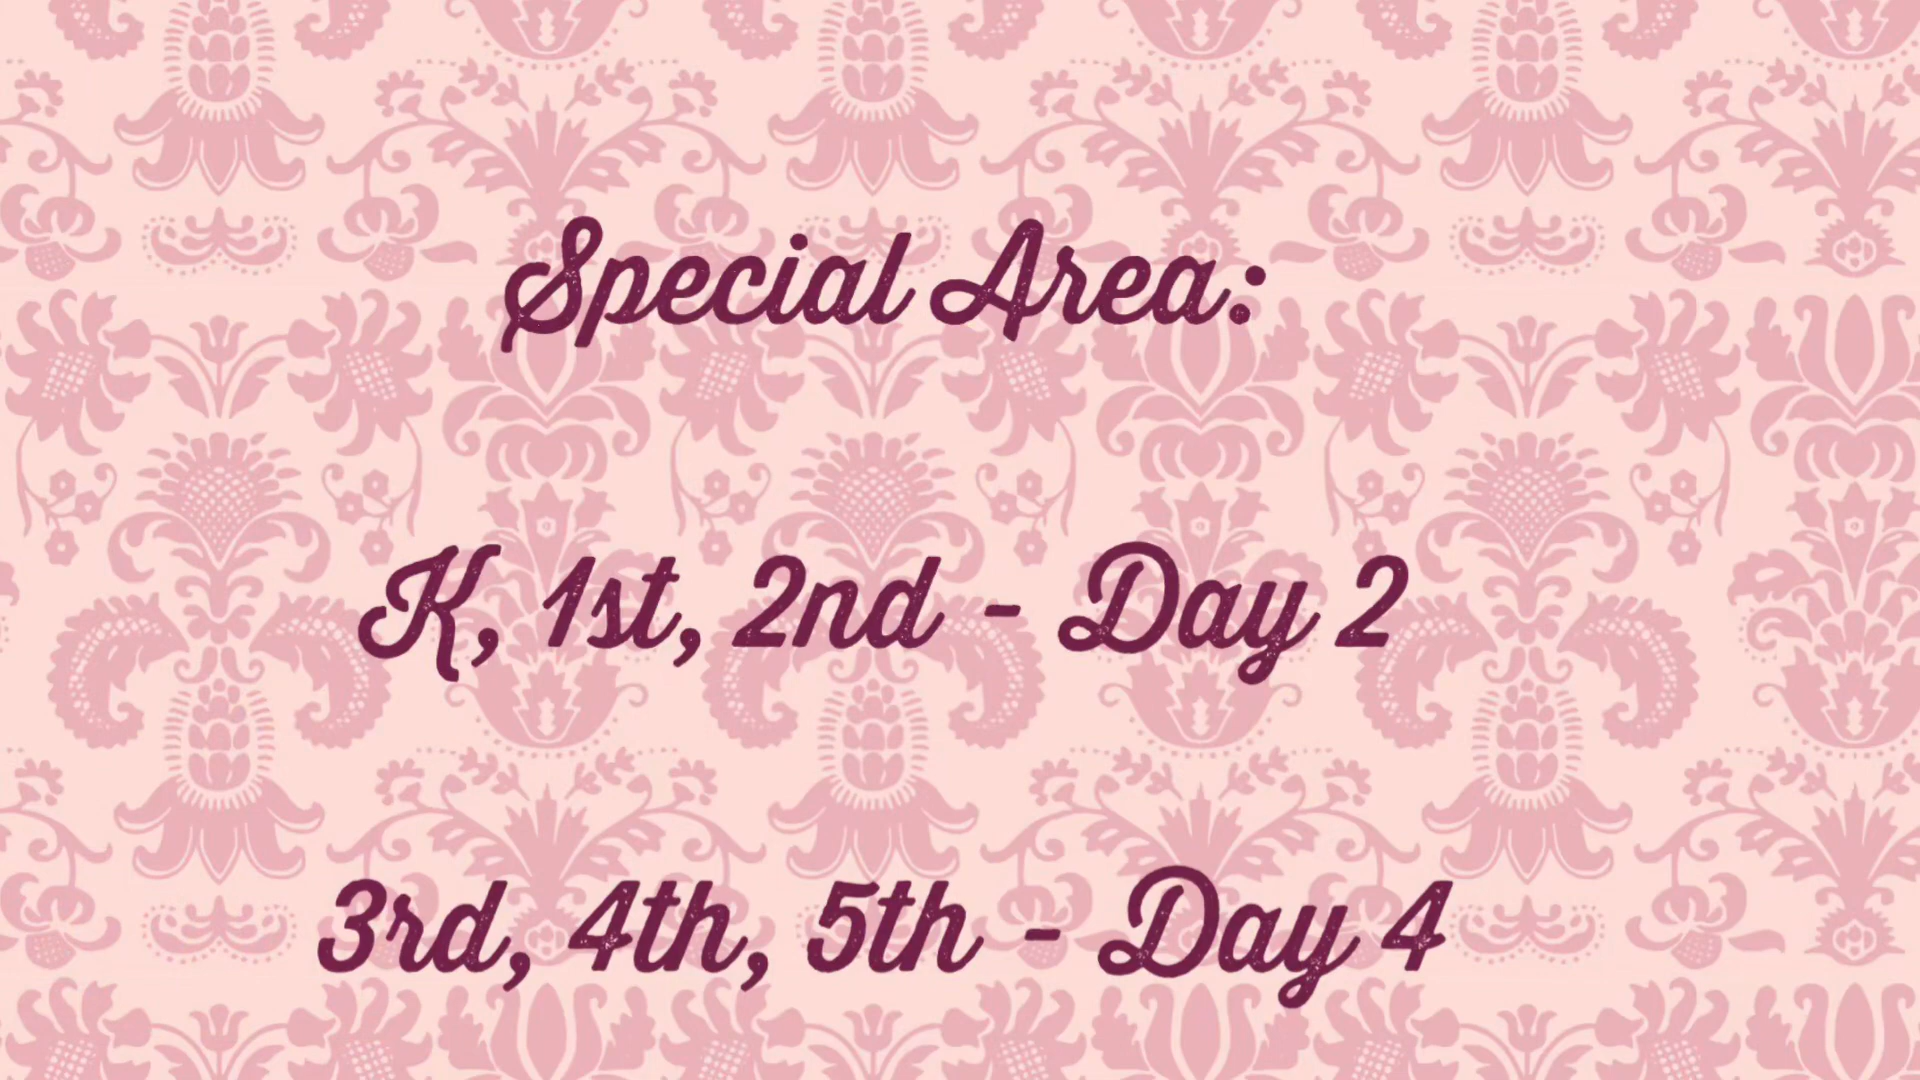 Special Area:
K, 1st, 2nd - Day 2
3rd, 4th, 5th - Day 4